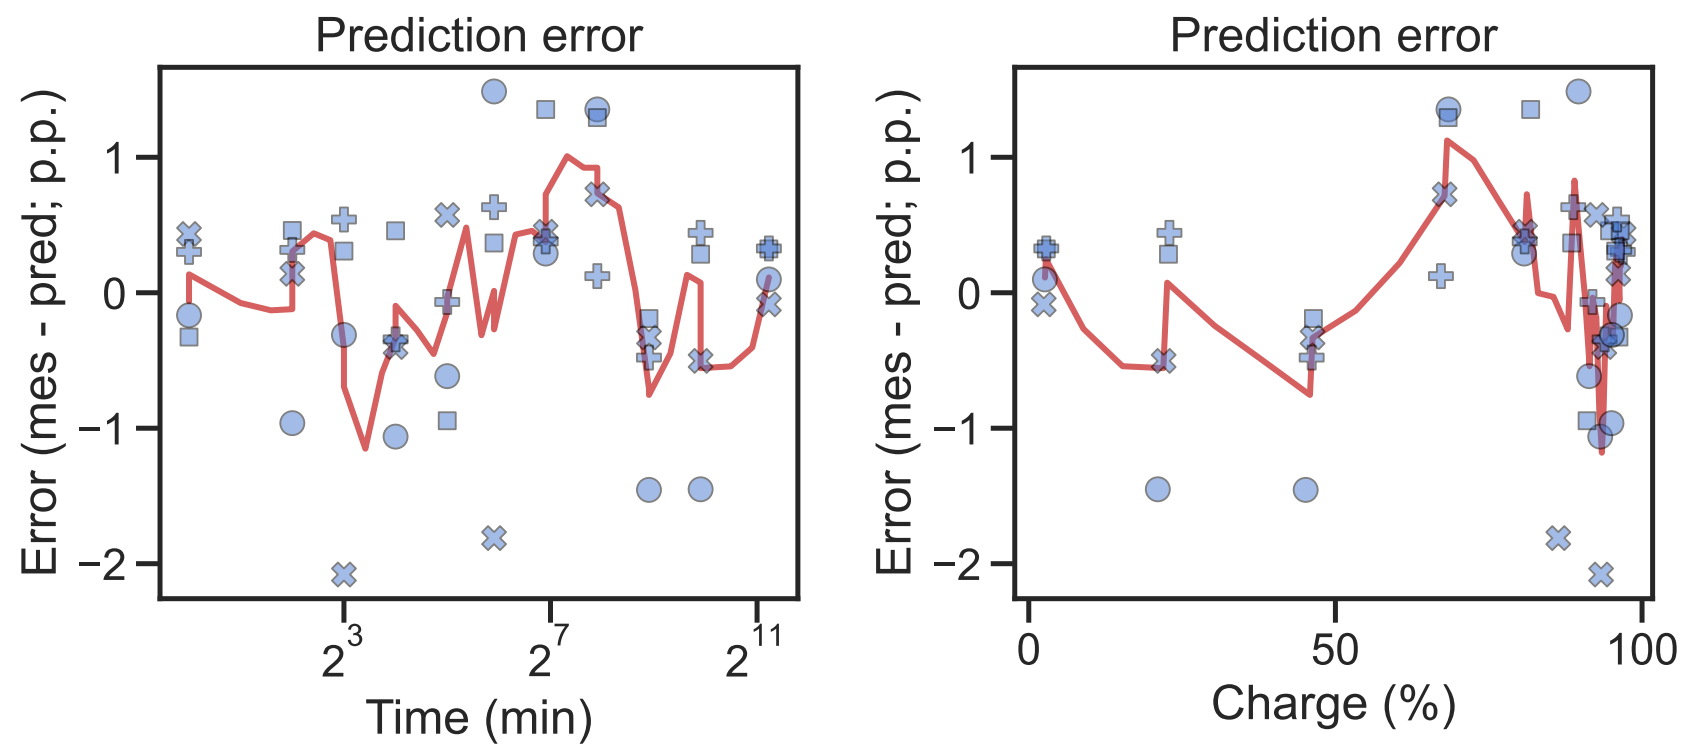 Prediction error
Error (mes - pred; p.p.)
1
0
−1
−2
2^3
2^7
2^11
Time (min)
Prediction error
Error (mes - pred; p.p.)
1
0
−1
−2
0
50
100
Charge (%)